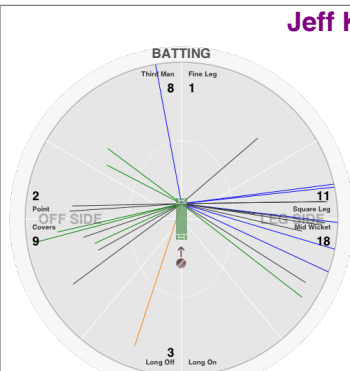 Jeff K
BATTING
Third Man Fine Leg
8 1
2 11
Point Square Leg
OFF SIDE LEG SIDE
Covers Mid Wicket
9 18
3
Long Off Long On